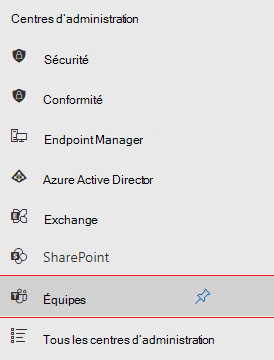 Centres d'administration
Sécurité
Conformité
Endpoint Manager
Azure Active Director
Exchange
SharePoint
Équipes
Tous les centres d'administration